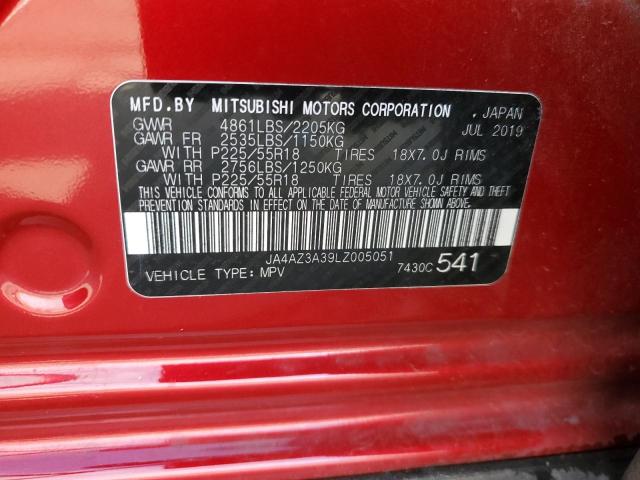 MFD.BY MITSUBISHI MOTORS CORPORATION , JAPAN
GVWR 4861LBS/2205KG JUL 2019
GAWR FR 2535LBS/1150KG
WITH P225/55R18 TIRES 18X7.0J RIMS
GAWR RR 2756LBS/1250KG
WITH P225/55R18 TIRES 18X7.0J RIMS
THIS VEHICLE CONFORMS TO ALL APPLICABLE FEDERAL MOTOR VEHICLE SAFETY AND THEFT
PREVENTION STANDARDS IN EFFECT ON THE DATE OF MANUFACTURE SHOWN ABOVE.
JA4AZ3A39LZ005051
VEHICLE TYPE: MPV 7430C 541